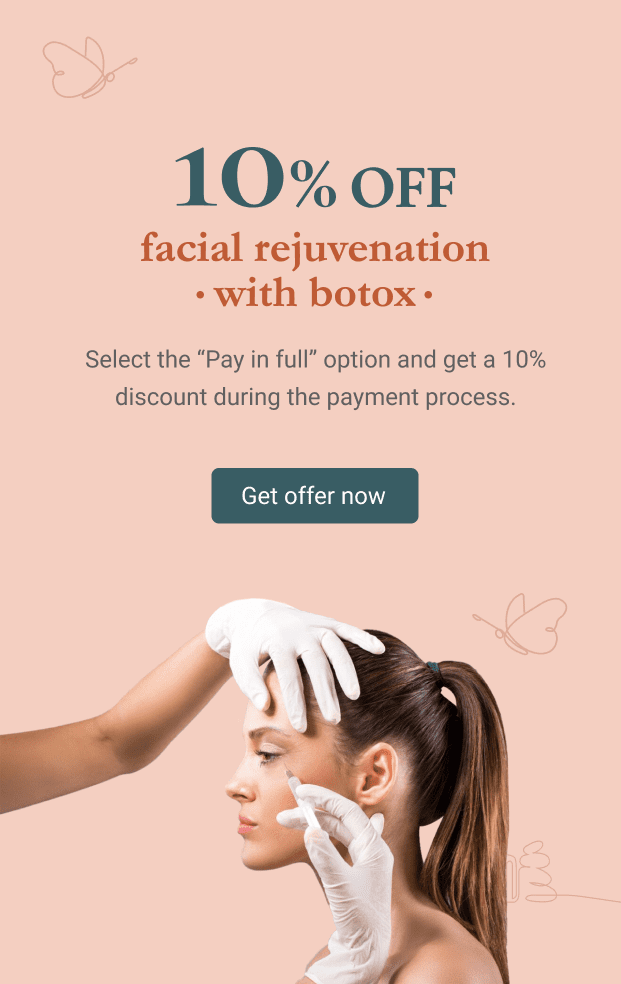 10% OFF
facial rejuvenation
· with botox ·
Select the “Pay in full” option and get a 10%
discount during the payment process.
Get offer now